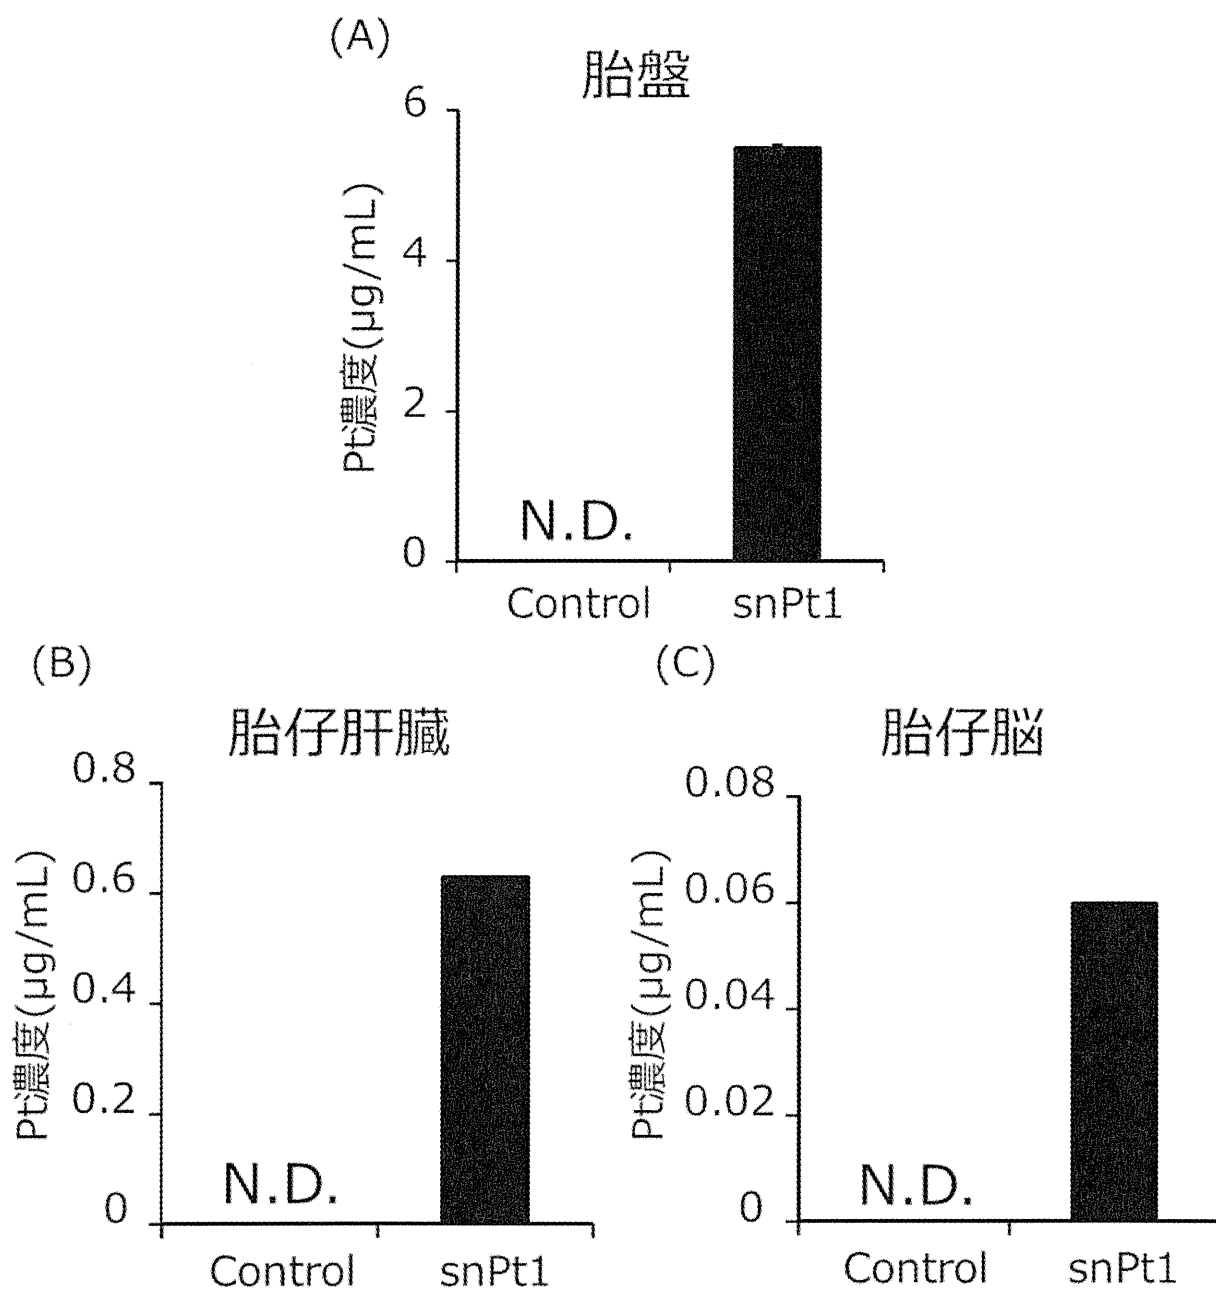 (A)
胎盤
Pt濃度(μg/mL)
6
4
2
0
N.D.
Control
snPt1
(B)
胎仔肝臓
Pt濃度(μg/mL)
0.8
0.6
0.4
0.2
0
N.D.
Control
snPt1
(C)
胎仔脳
Pt濃度(μg/mL)
0.08
0.06
0.04
0.02
0
N.D.
Control
snPt1